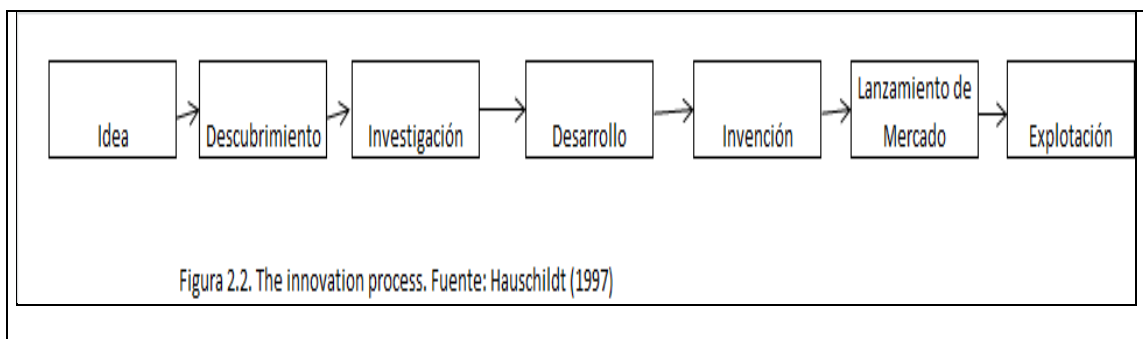 Idea
Descubrimiento
Investigación
Desarrollo
Invención
Lanzamiento de
Mercado
Explotación
Figura 2.2. The innovation process. Fuente: Hauschildt (1997)